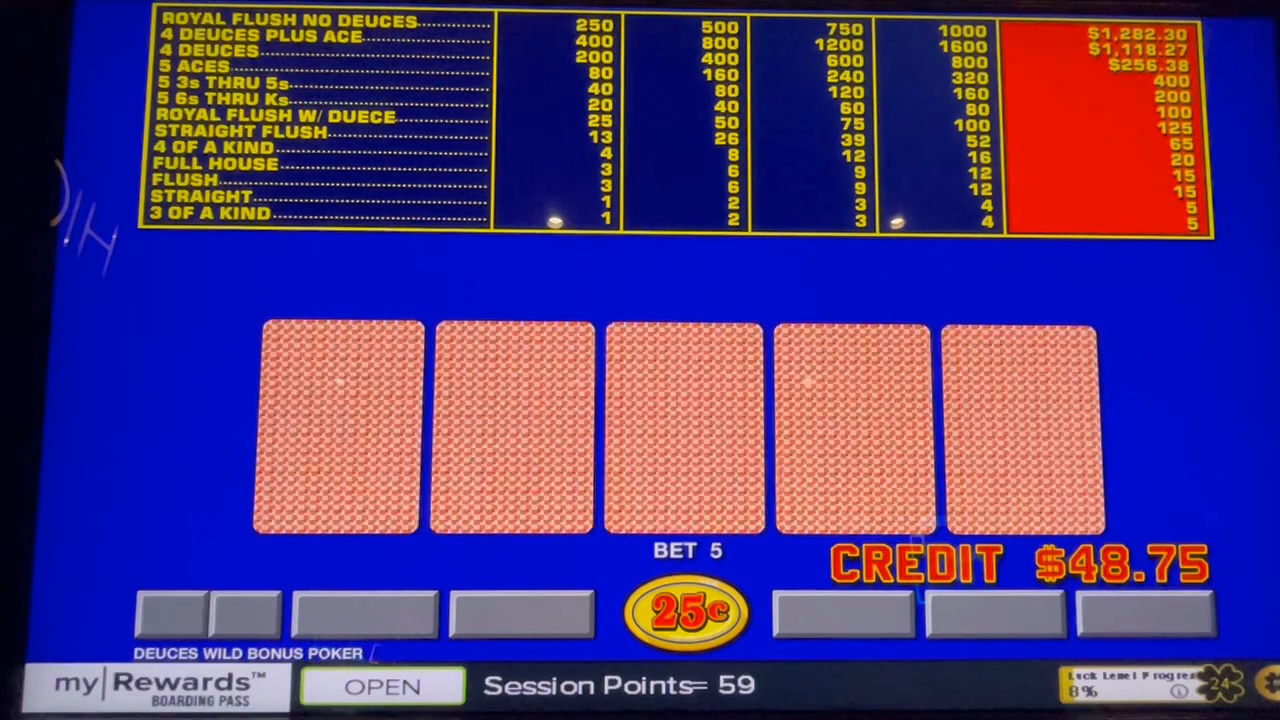 ROYAL FLUSH NO DEUCES 250 500 750 1000 $1,282.30
4 DEUCES PLUS ACE 400 800 1200 1600 $1,118.27
4 DEUCES 200 400 600 800 $256.38
5 ACES 80 160 240 320 400
5 3s THRU 5s 40 80 120 160 200
5 6s THRU Ks 20 40 60 80 100
ROYAL FLUSH W/ DUECE 25 50 75 100 125
STRAIGHT FLUSH 13 26 39 52 65
4 OF A KIND 4 8 12 16 20
FULL HOUSE 3 6 9 12 15
FLUSH 3 6 9 12 15
STRAIGHT 1 2 3 4 5
3 OF A KIND 1 2 3 4 5
BET 5
CREDIT $48.75
25¢
DEUCES WILD BONUS POKER
my|Rewards™
BOARDING PASS
OPEN
Session Points= 59
Luck Level Progress
8%
24